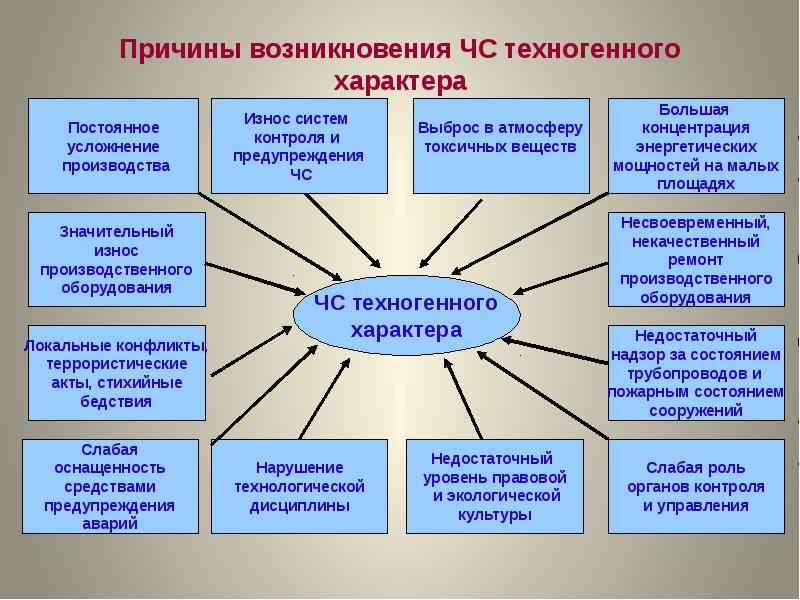 Причины возникновения ЧС техногенного
характера
Постоянное
усложнение
производства
Износ систем
контроля и
предупреждения
ЧС
Выброс в атмосферу
токсичных веществ
Большая
концентрация
энергетических
мощностей на малых
площадях
Значительный
износ
производственного
оборудования
Несвоевременный,
некачественный
ремонт
производственного
оборудования
ЧС техногенного
характера
Локальные конфликты,
террористические
акты, стихийные
бедствия
Недостаточный
надзор за состоянием
трубопроводов и
пожарным состоянием
сооружений
Слабая
оснащенность
средствами
предупреждения
аварий
Нарушение
технологической
дисциплины
Недостаточный
уровень правовой
и экологической
культуры
Слабая роль
органов контроля
и управления